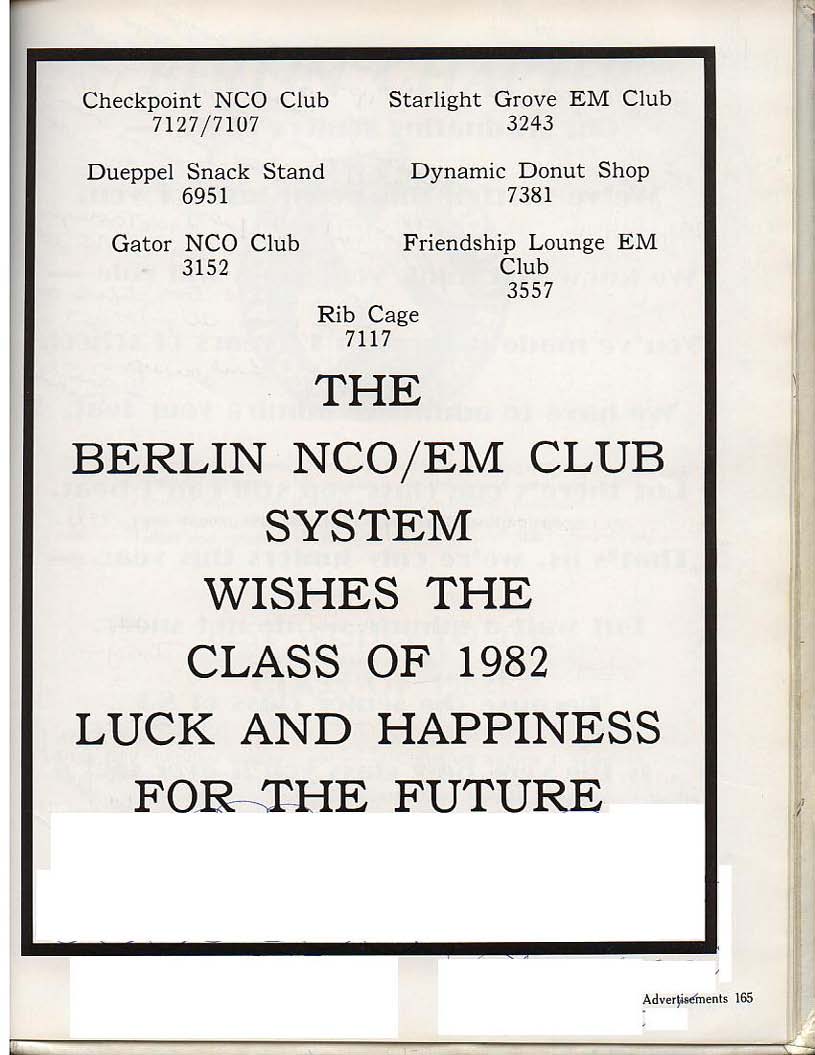 Checkpoint NCO Club
7127/7107
Starlight Grove EM Club
3243
Dueppel Snack Stand
6951
Dynamic Donut Shop
7381
Gator NCO Club
3152
Friendship Lounge EM
Club
3557
Rib Cage
7117
THE
BERLIN NCO/EM CLUB
SYSTEM
WISHES THE
CLASS OF 1982
LUCK AND HAPPINESS
FOR THE FUTURE
Advertisements 165